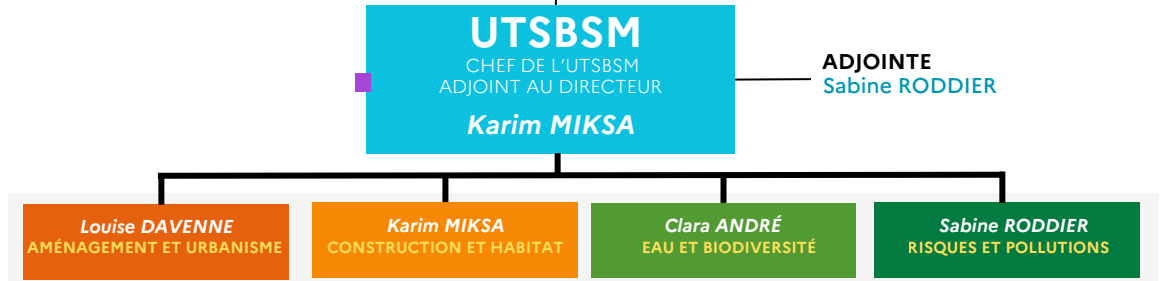 UTSBSM
CHEF DE L'UTSBSM
ADJOINT AU DIRECTEUR
Karim MIKSA
ADJOINTE
Sabine RODDIER
Louise DAVENNE
AMÉNAGEMENT ET URBANISME
Karim MIKSA
CONSTRUCTION ET HABITAT
Clara ANDRÉ
EAU ET BIODIVERSITÉ
Sabine RODDIER
RISQUES ET POLLUTIONS